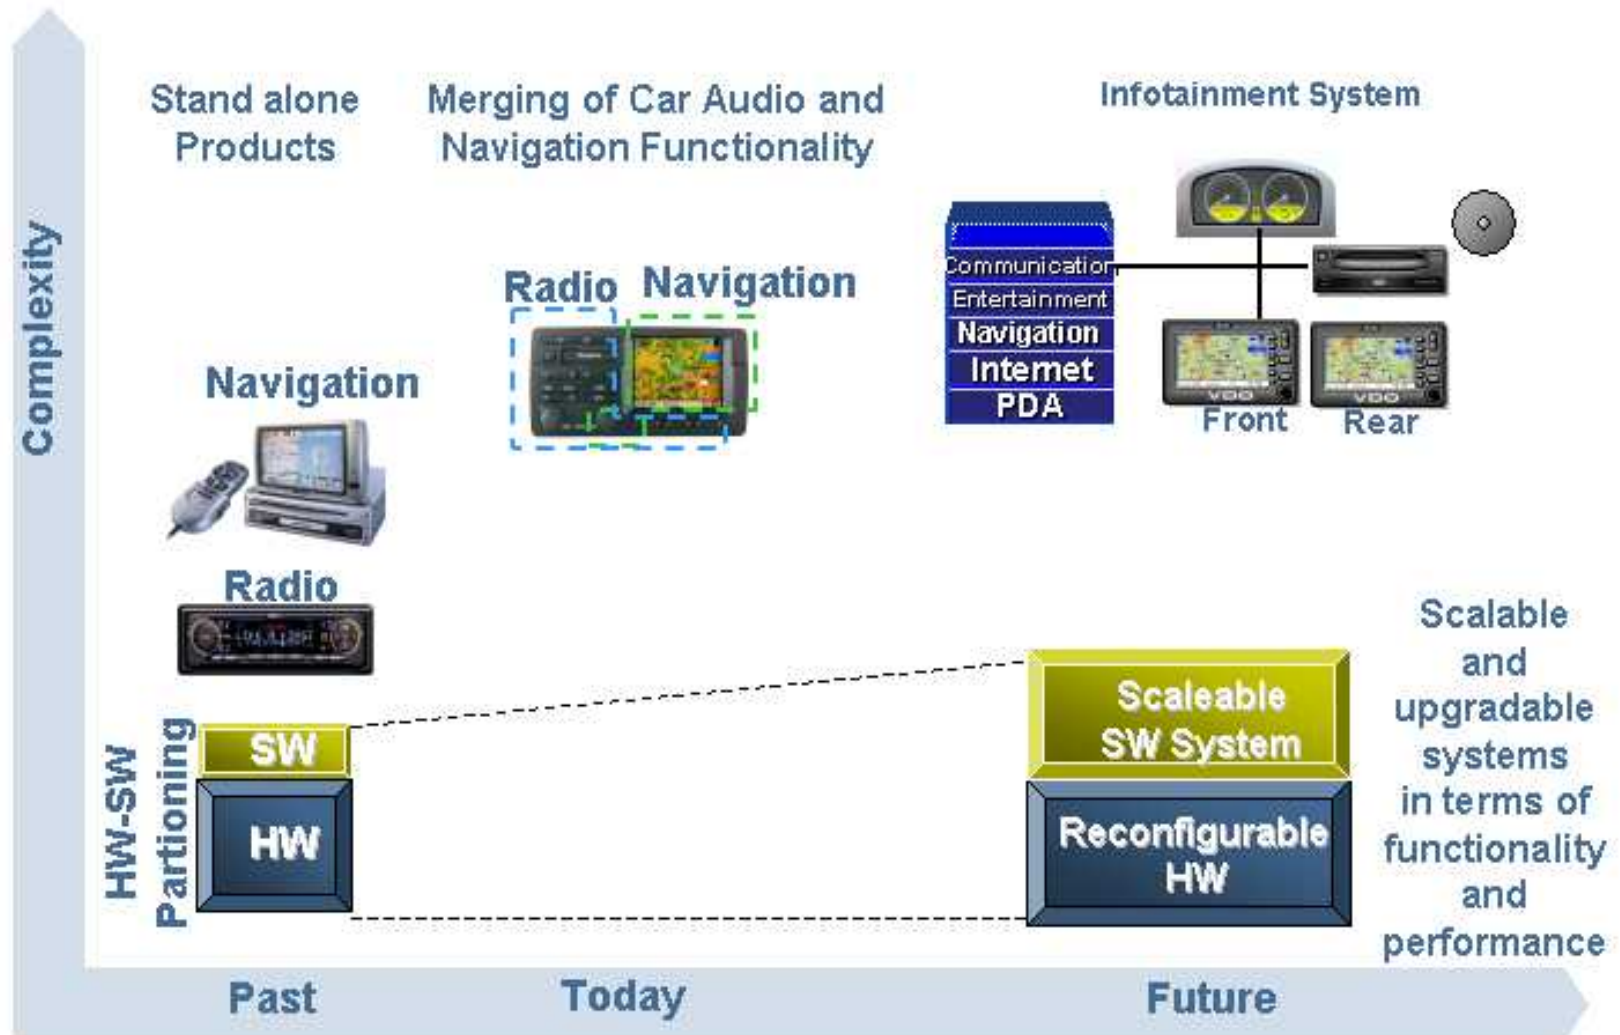 Stand alone
Products
Merging of Car Audio and
Navigation Functionality
Infotainment System
Complexity
Radio
Navigation
Communication
Entertainment
Navigation
Internet
PDA
VDO
VDO
Front
Rear
Navigation
Radio
HW-SW
Partioning
SW
HW
Scaleable
SW System
Reconfigurable
HW
Scalable
and
upgradable
systems
in terms of
functionality
and
performance
Past
Today
Future